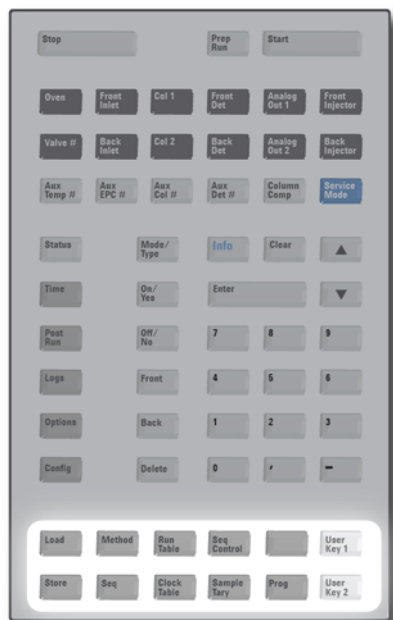 Stop
Prep
Run
Start
Oven
Front
Inlet
Col 1
Front
Det
Analog
Out 1
Front
Injector
Valve #
Back
Inlet
Col 2
Back
Det
Analog
Out 2
Back
Injector
Aux
Temp #
Aux
EPC #
Aux
Col #
Aux
Det #
Column
Comp
Service
Mode
Status
Mode/
Type
Info
Clear
▲
Time
On/
Yes
Enter
▼
Post
Run
Off/
No
7
8
9
Logs
Front
4
5
6
Options
Back
1
2
3
Config
Delete
0
,
–
Load
Method
Run
Table
Seq
Control
User
Key 1
Store
Seq
Clock
Table
Sample
Tary
Prog
User
Key 2